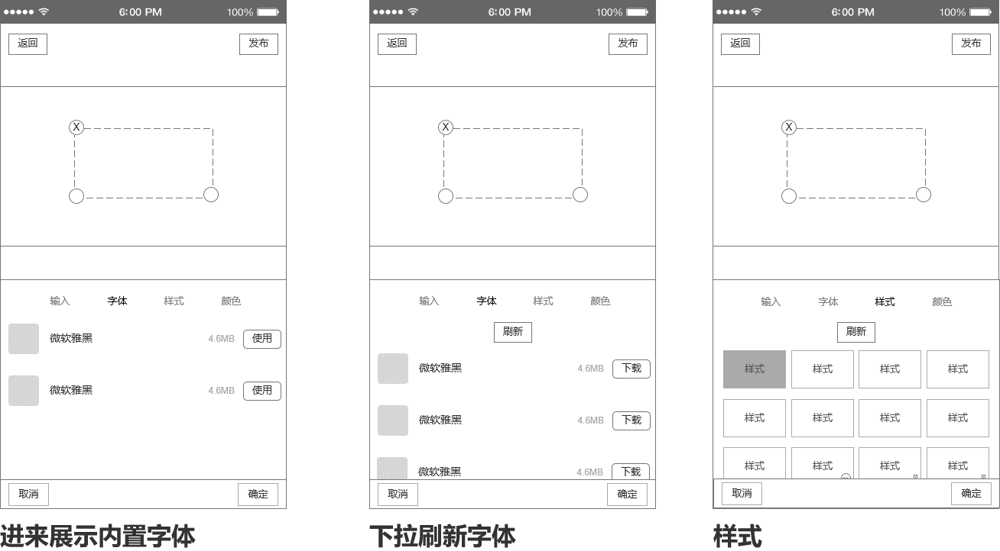 6:00 PM 100%
返回 发布
X
输入 字体 样式 颜色
微软雅黑 4.6MB 使用
微软雅黑 4.6MB 使用
取消 确定
进来展示内置字体
6:00 PM 100%
返回 发布
X
输入 字体 样式 颜色
刷新
微软雅黑 4.6MB 下载
微软雅黑 4.6MB 下载
微软雅黑 4.6MB 下载
取消 确定
下拉刷新字体
6:00 PM 100%
返回 发布
X
输入 字体 样式 颜色
刷新
样式 样式 样式 样式
样式 样式 样式 样式
样式 样式 样式 样式
取消 确定
样式